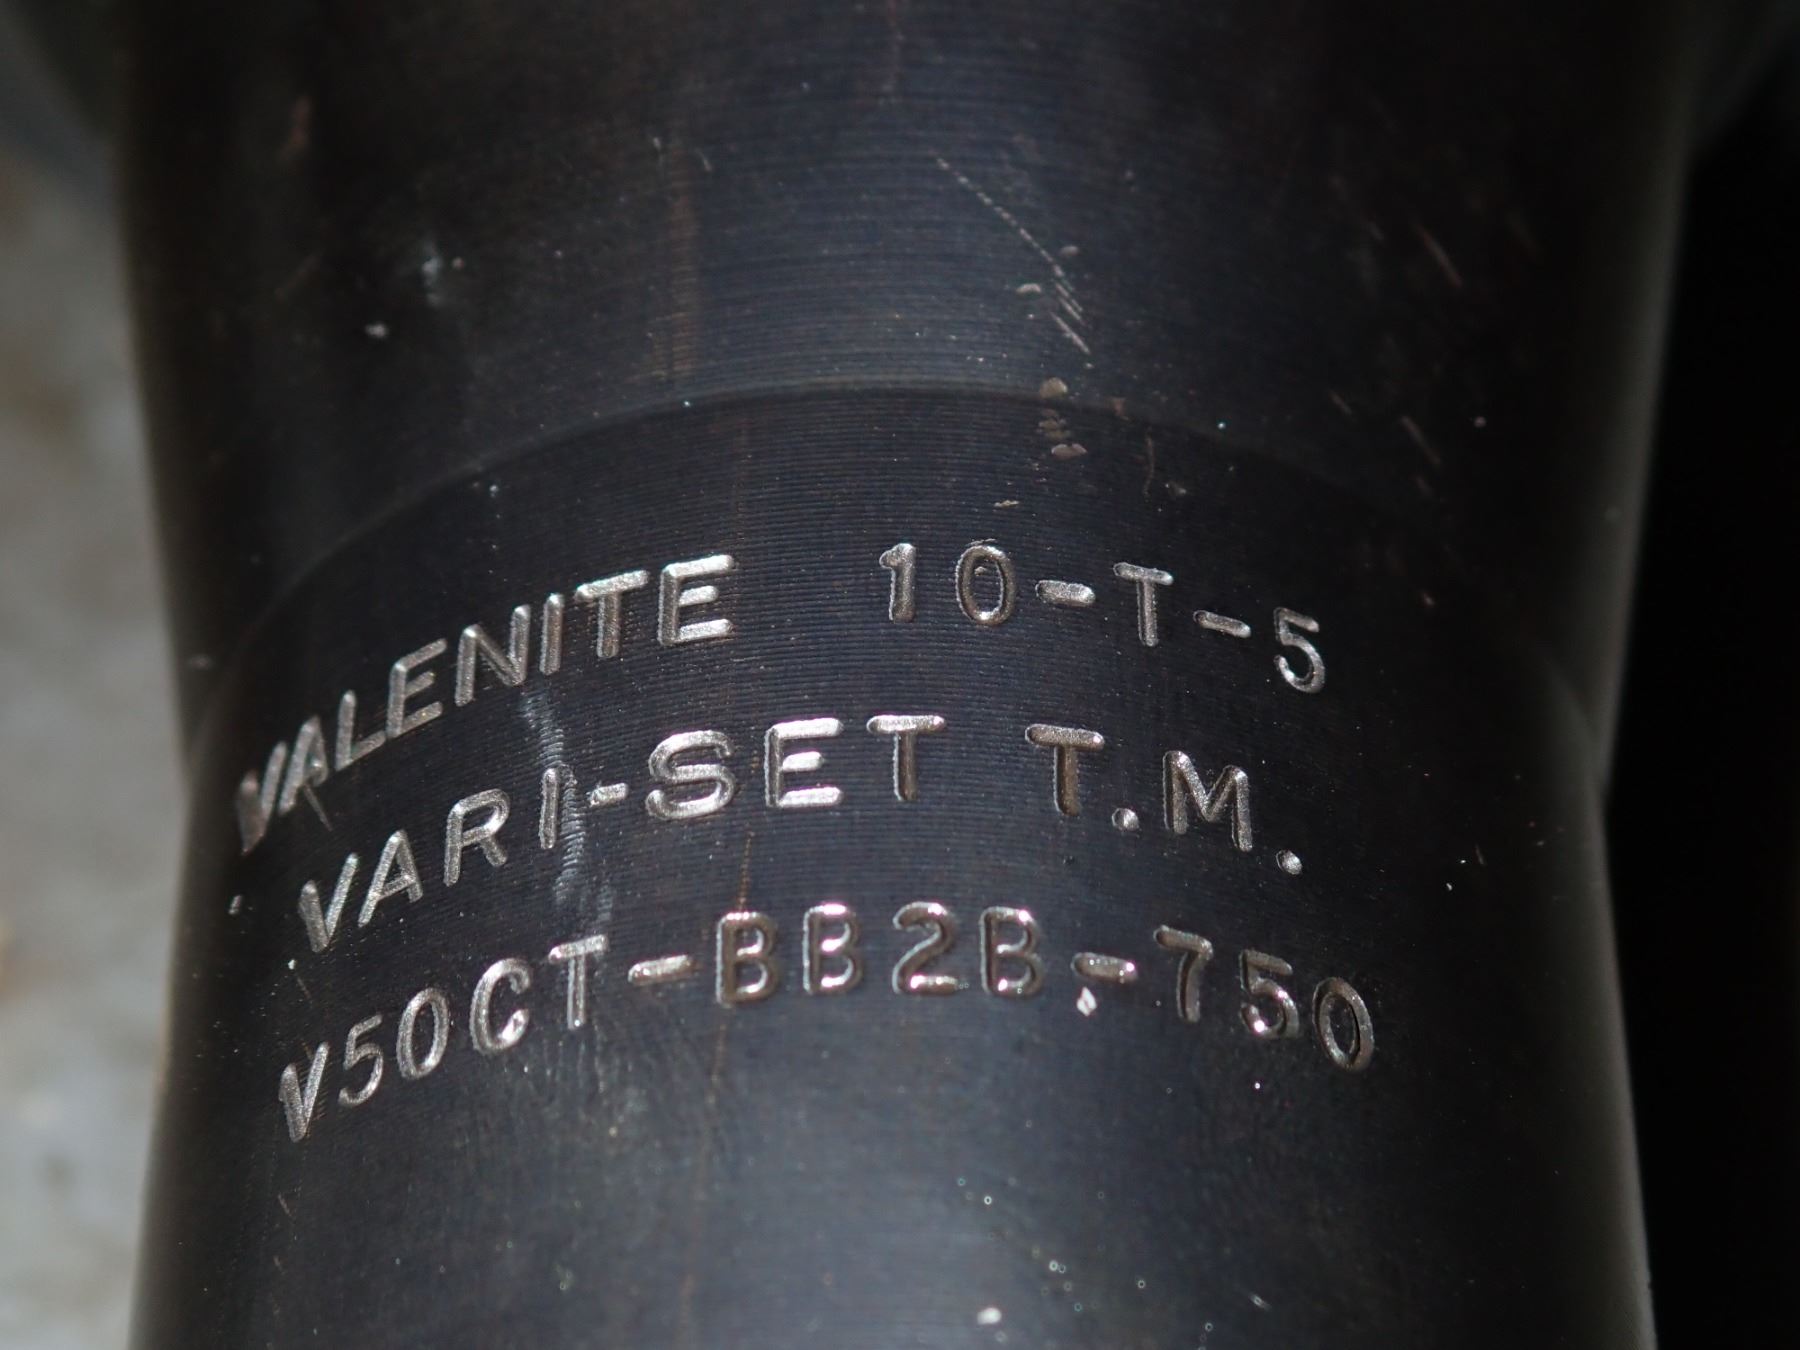 VALENITE 10-T-5
VARI-SET T.M.
V50CT-BB2B-750